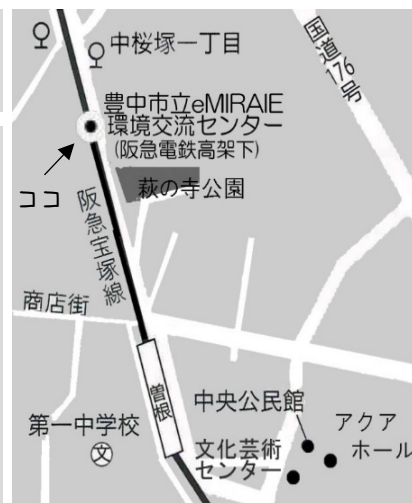 中桜塚一丁目
国道176号
豊中市立eMIRAIE
環境交流センター
(阪急電鉄高架下)
ココ
萩の寺公園
阪急宝塚線
商店街
曽根
中央公民館
第一中学校
文
アクア
ホール
文化芸術
センター